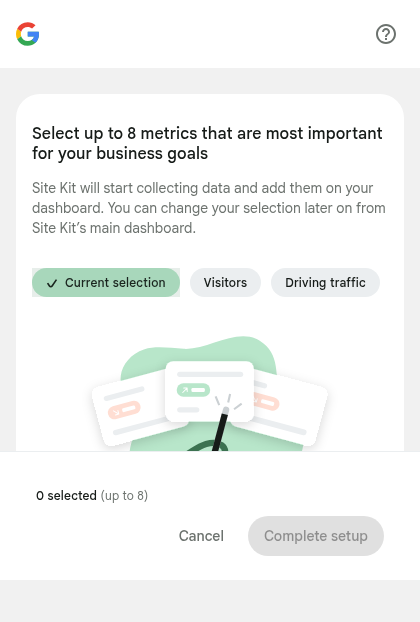 Select up to 8 metrics that are most important
for your business goals
Site Kit will start collecting data and add them on your
dashboard. You can change your selection later on from
Site Kit’s main dashboard.
Current selection
Visitors
Driving traffic
0 selected (up to 8)
Cancel
Complete setup